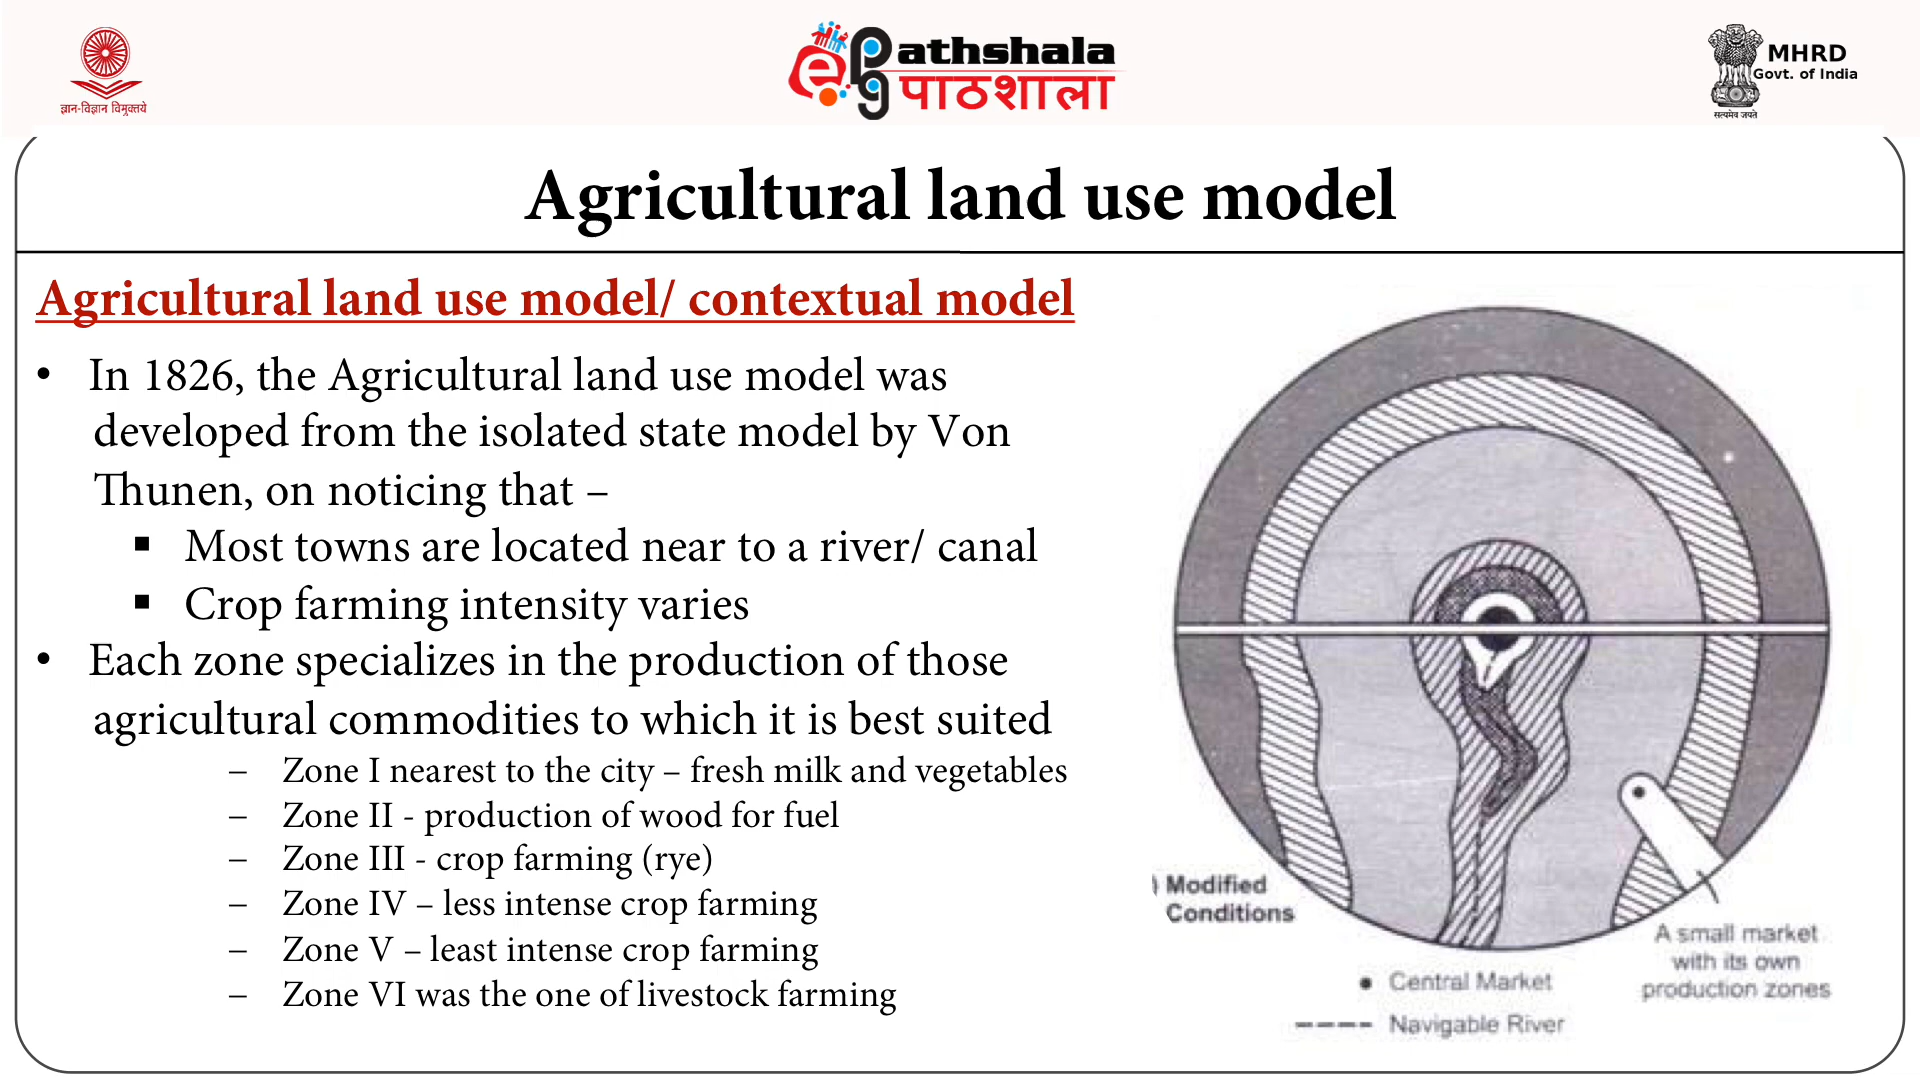 ज्ञान-विज्ञान विमुक्तये
e pg athshala
पाठशाला
MHRD
Govt. of India
सत्यमेव जयते
Agricultural land use model
Agricultural land use model/ contextual model
• In 1826, the Agricultural land use model was
developed from the isolated state model by Von
Thunen, on noticing that –
▪ Most towns are located near to a river/ canal
▪ Crop farming intensity varies
• Each zone specializes in the production of those
agricultural commodities to which it is best suited
– Zone I nearest to the city – fresh milk and vegetables
– Zone II - production of wood for fuel
– Zone III - crop farming (rye)
– Zone IV – less intense crop farming
– Zone V – least intense crop farming
– Zone VI was the one of livestock farming
) Modified
Conditions
A small market
with its own
production zones
Central Market
Navigable River